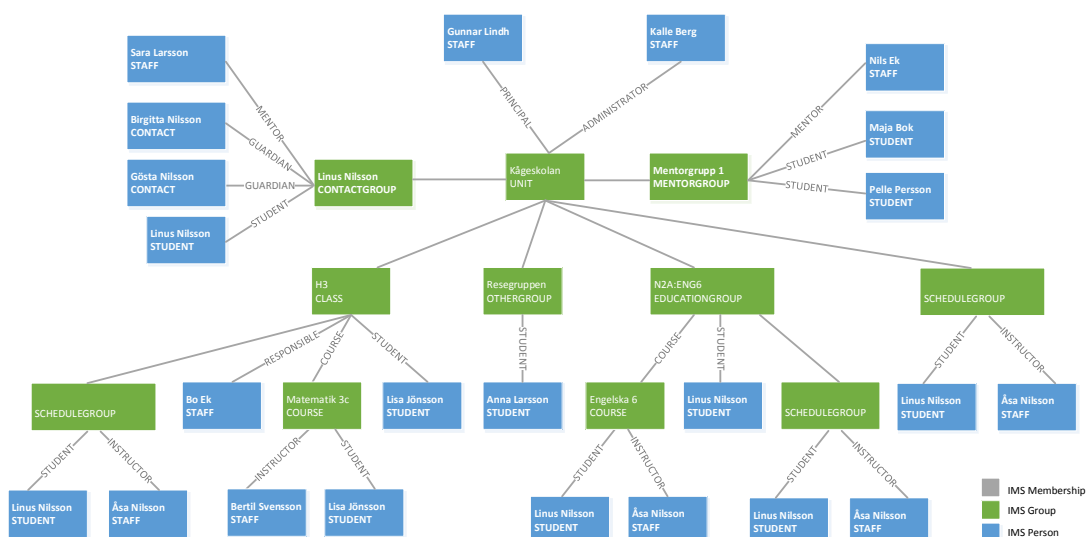 Gunnar Lindh
STAFF
Kalle Berg
STAFF
Sara Larsson
STAFF
Nils Ek
STAFF
PRINCIPAL
ADMINISTRATOR
MENTOR
MENTOR
Birgitta Nilsson
CONTACT
GUARDIAN
Maja Bok
STUDENT
STUDENT
Gösta Nilsson
CONTACT
GUARDIAN
Linus Nilsson
CONTACTGROUP
Kågeskolan
UNIT
Mentorgrupp 1
MENTORGROUP
STUDENT
Pelle Persson
STUDENT
Linus Nilsson
STUDENT
STUDENT
H3
CLASS
Resegruppen
OTHERGROUP
N2A:ENG6
EDUCATIONGROUP
SCHEDULEGROUP
RESPONSIBLE
COURSE
STUDENT
STUDENT
COURSE
STUDENT
STUDENT
INSTRUCTOR
SCHEDULEGROUP
Bo Ek
STAFF
Matematik 3c
COURSE
Lisa Jönsson
STUDENT
Anna Larsson
STUDENT
Engelska 6
COURSE
Linus Nilsson
STUDENT
SCHEDULEGROUP
Linus Nilsson
STUDENT
Åsa Nilsson
STAFF
STUDENT
INSTRUCTOR
INSTRUCTOR
STUDENT
STUDENT
INSTRUCTOR
STUDENT
INSTRUCTOR
Linus Nilsson
STUDENT
Åsa Nilsson
STAFF
Bertil Svensson
STAFF
Lisa Jönsson
STUDENT
Linus Nilsson
STUDENT
Åsa Nilsson
STAFF
Linus Nilsson
STUDENT
Åsa Nilsson
STAFF
IMS Membership
IMS Group
IMS Person